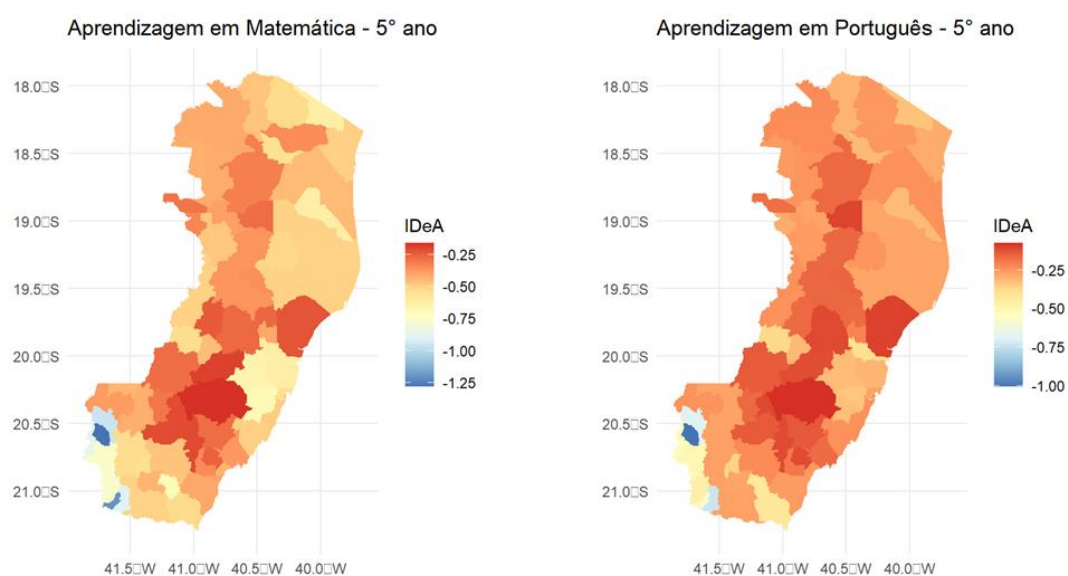 Aprendizagem em Matemática - 5° ano
18.0□S
18.5□S
19.0□S
19.5□S
20.0□S
20.5□S
21.0□S
41.5□W 41.0□W 40.5□W 40.0□W
IDeA
-0.25
-0.50
-0.75
-1.00
-1.25
Aprendizagem em Português - 5° ano
18.0□S
18.5□S
19.0□S
19.5□S
20.0□S
20.5□S
21.0□S
41.5□W 41.0□W 40.5□W 40.0□W
IDeA
-0.25
-0.50
-0.75
-1.00